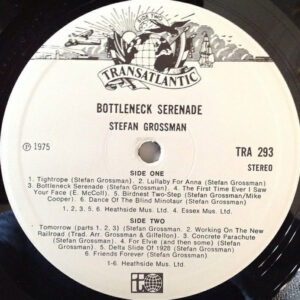 TRANSATLANTIC
BOTTLENECK SERENADE
STEFAN GROSSMAN
℗ 1975
TRA 293
STEREO
SIDE ONE
1. Tightrope (Stefan Grossman) 2. Lullaby For Anna (Stefan Grossman)
3. Bottleneck Serenade (Stefan Grossman) 4. The First Time Ever I Saw
Your Face (E. McColl). 5. Birdnest Two-Step (Stefan Grossman/Mike
Cooper). 6. Dance Of The Blind Minotaur (Stefan Grossman).
1, 2, 3, 5, 6. Heathside Mus. Ltd. 4. Essex Mus. Ltd.
SIDE TWO
1. Tomorrow (parts 1, 2, 3) (Stefan Grossman). 2. Working On The New
Railroad (Trad. Arr. Grossman & Gilfellon). 3. Concrete Parachute
(Stefan Grossman). 4. For Elvie (and then some) (Stefan
Grossman). 5. Delta Slide Of 1928 (Stefan Grossman).
6. Friends Forever (Stefan Grossman)
1-6. Heathside Mus. Ltd.